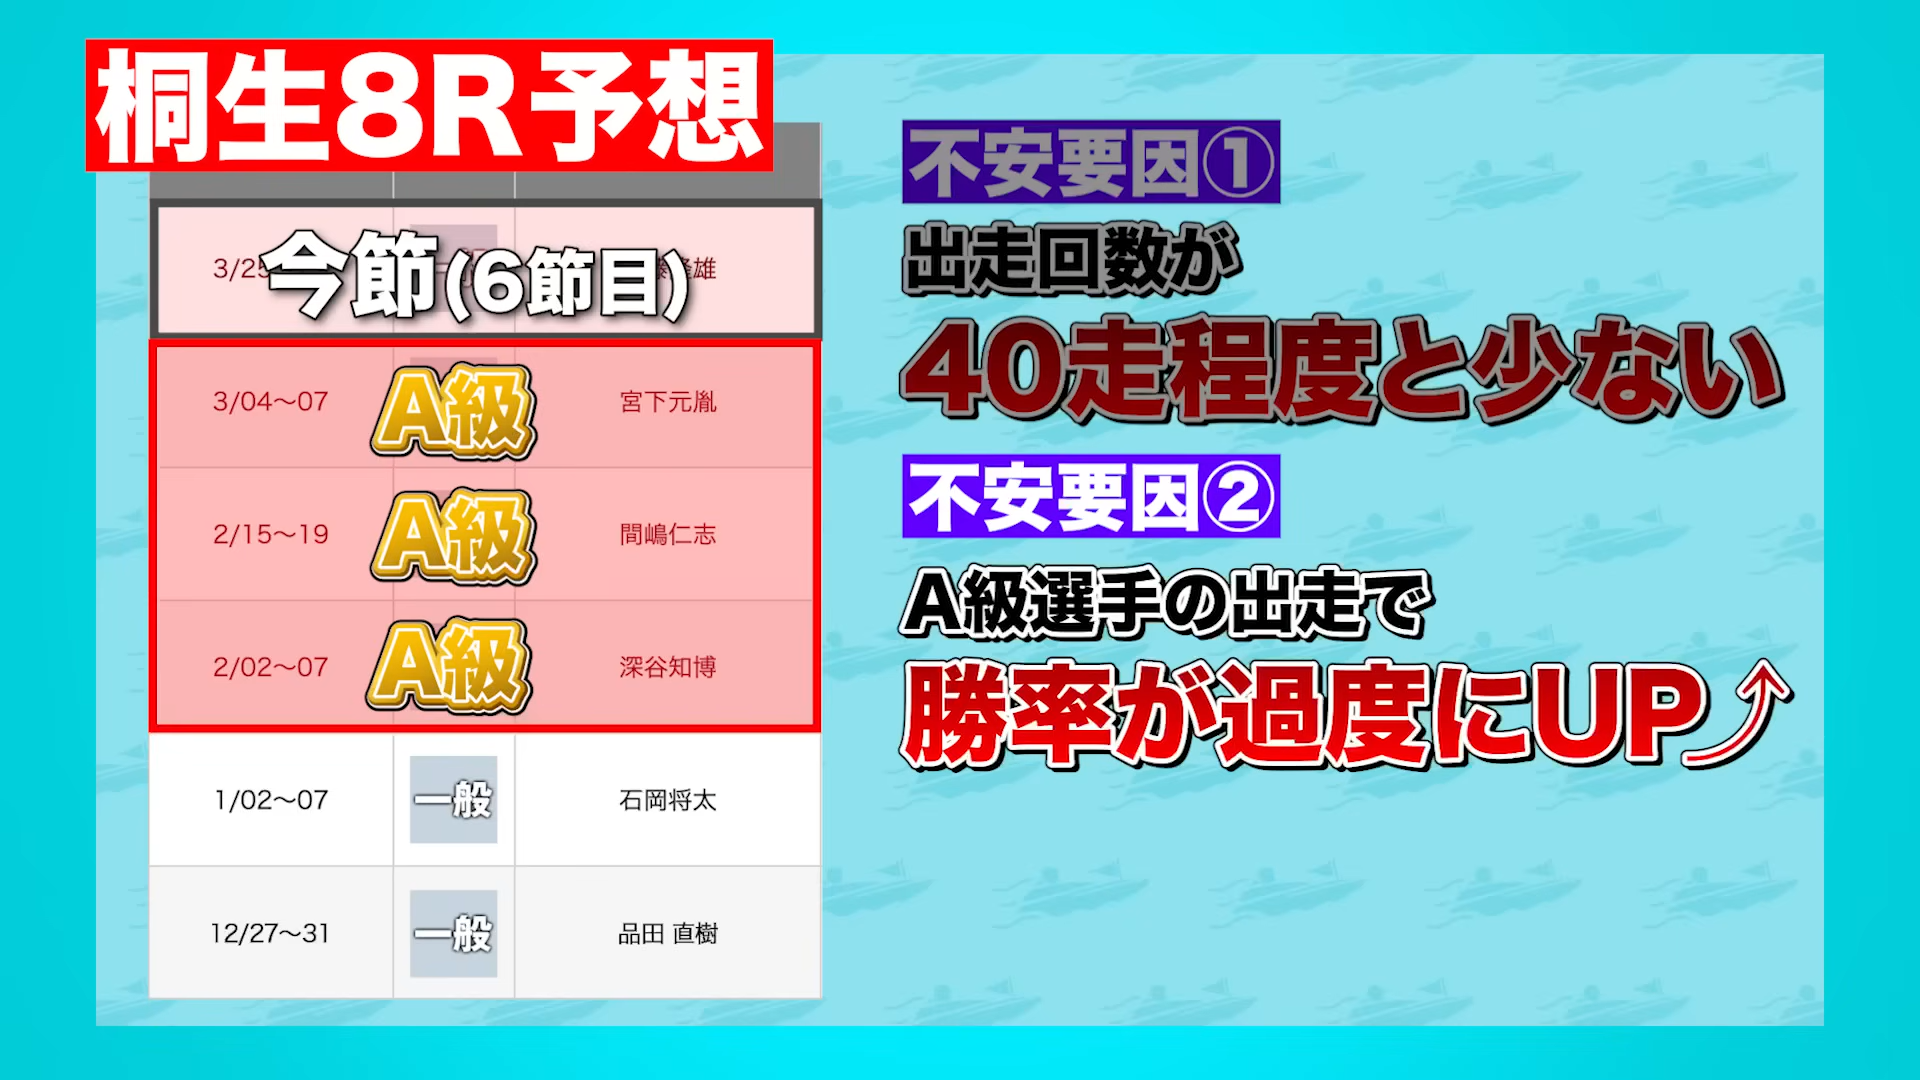 桐生8R予想
今節(6節目)
3/25
雄
3/04～07 A級 宮下元胤
2/15～19 A級 間嶋仁志
2/02～07 A級 深谷知博
1/02～07 一般 石岡将太
12/27～31 一般 品田 直樹
不安要因①
出走回数が
40走程度と少ない
不安要因②
A級選手の出走で
勝率が過度にUP⤴